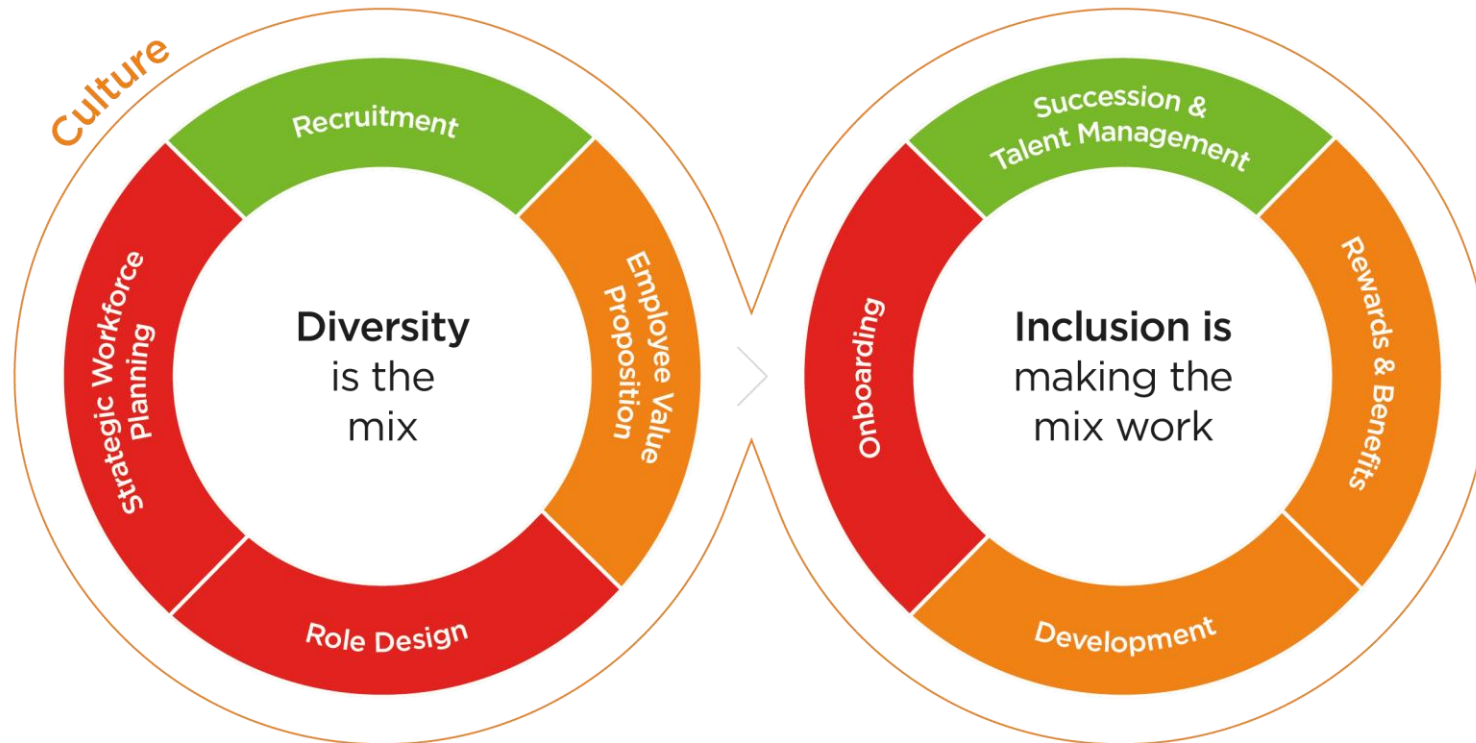 Culture
Recruitment
Strategic Workforce
Planning
Diversity
is the
mix
Employee Value
Proposition
Role Design
Succession &
Talent Management
Onboarding
Inclusion is
making the
mix work
Rewards & Benefits
Development